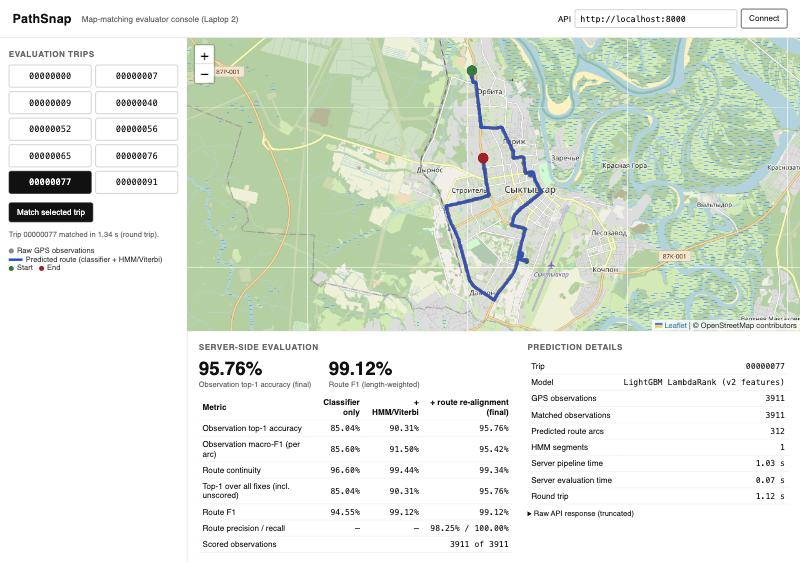 PathSnap Map-matching evaluator console (Laptop 2) API http://localhost:8000 Connect
EVALUATION TRIPS
00000000 00000007
00000009 00000040
00000052 00000056
00000065 00000076
00000077 00000091
Match selected trip
Trip 00000077 matched in 1.34 s (round trip).
Raw GPS observations
Predicted route (classifier + HMM/Viterbi)
Start End
+
−
87Р-001
Орбита
Париж
Заречье
Красная Гора
Дырнос
Строитель
Сыктывкар
Лесозавод
87К-001
Сыктывкар
Кочпон
Leaflet | © OpenStreetMap contributors
SERVER-SIDE EVALUATION
95.76% 99.12%
Observation top-1 accuracy (final) Route F1 (length-weighted)
Metric Classifier only + HMM/Viterbi + route re-alignment (final)
Observation top-1 accuracy 85.04% 90.31% 95.76%
Observation macro-F1 (per arc) 85.60% 91.50% 95.42%
Route continuity 96.60% 99.44% 99.34%
Top-1 over all fixes (incl. unscored) 85.04% 90.31% 95.76%
Route F1 94.55% 99.12% 99.12%
Route precision / recall — — 98.25% / 100.00%
Scored observations 3911 of 3911
PREDICTION DETAILS
Trip 00000077
Model LightGBM LambdaRank (v2 features)
GPS observations 3911
Matched observations 3911
Predicted route arcs 312
HMM segments 1
Server pipeline time 1.03 s
Server evaluation time 0.07 s
Round trip 1.12 s
▸ Raw API response (truncated)